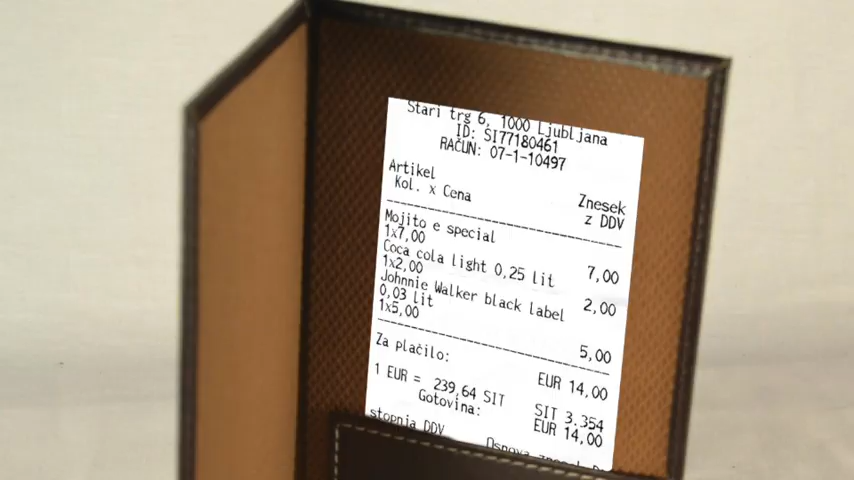 Stari trg 6, 1000 Ljubljana
ID: SI77180461
RAČUN: 07-1-10497
Artikel
Kol. x Cena
Znesek
z DDV
Mojito e special
1x7,00
7,00
Coca cola light 0,25 lit
1x2,00
2,00
Johnnie Walker black label
0,03 lit
1x5,00
5,00
Za plačilo:
EUR 14,00
1 EUR = 239,64 SIT
SIT 3.354
Gotovina:
EUR 14,00
stopnja DDV
Osnova